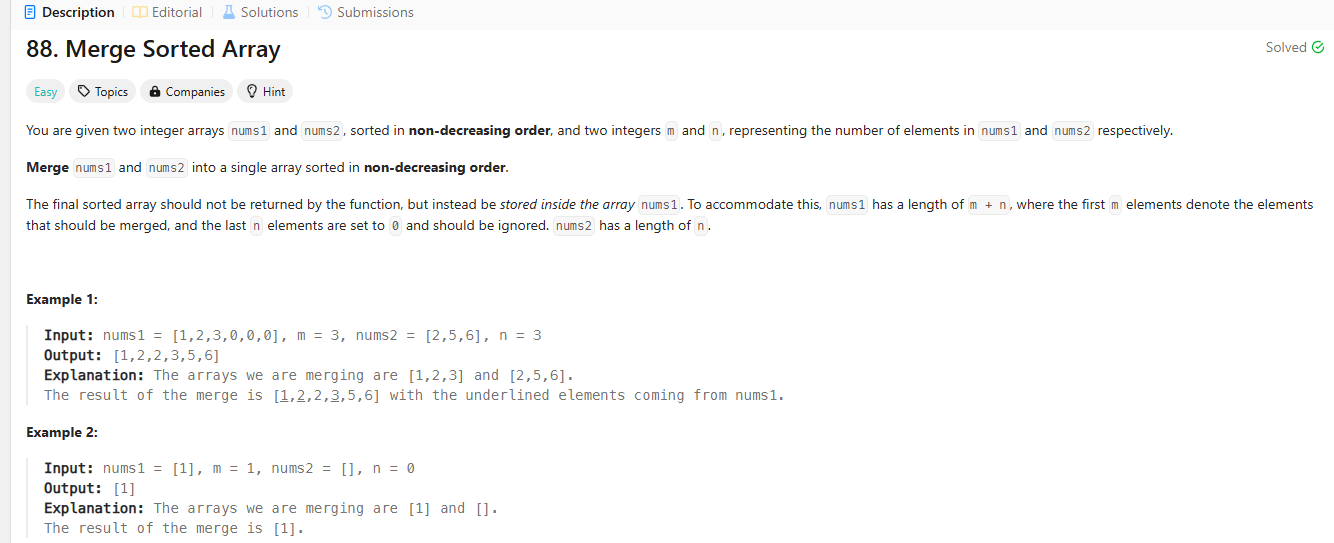 Description Editorial Solutions Submissions
88. Merge Sorted Array
Solved
Easy Topics Companies Hint
You are given two integer arrays nums1 and nums2, sorted in non-decreasing order, and two integers m and n, representing the number of elements in nums1 and nums2 respectively.
Merge nums1 and nums2 into a single array sorted in non-decreasing order.
The final sorted array should not be returned by the function, but instead be stored inside the array nums1. To accommodate this, nums1 has a length of m + n, where the first m elements denote the elements
that should be merged, and the last n elements are set to 0 and should be ignored. nums2 has a length of n.
Example 1:
Input: nums1 = [1,2,3,0,0,0], m = 3, nums2 = [2,5,6], n = 3
Output: [1,2,2,3,5,6]
Explanation: The arrays we are merging are [1,2,3] and [2,5,6].
The result of the merge is [1,2,2,3,5,6] with the underlined elements coming from nums1.
Example 2:
Input: nums1 = [1], m = 1, nums2 = [], n = 0
Output: [1]
Explanation: The arrays we are merging are [1] and [].
The result of the merge is [1].